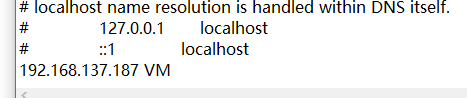 # localhost name resolution is handled within DNS itself.
# 127.0.0.1 localhost
# ::1 localhost
192.168.137.187 VM